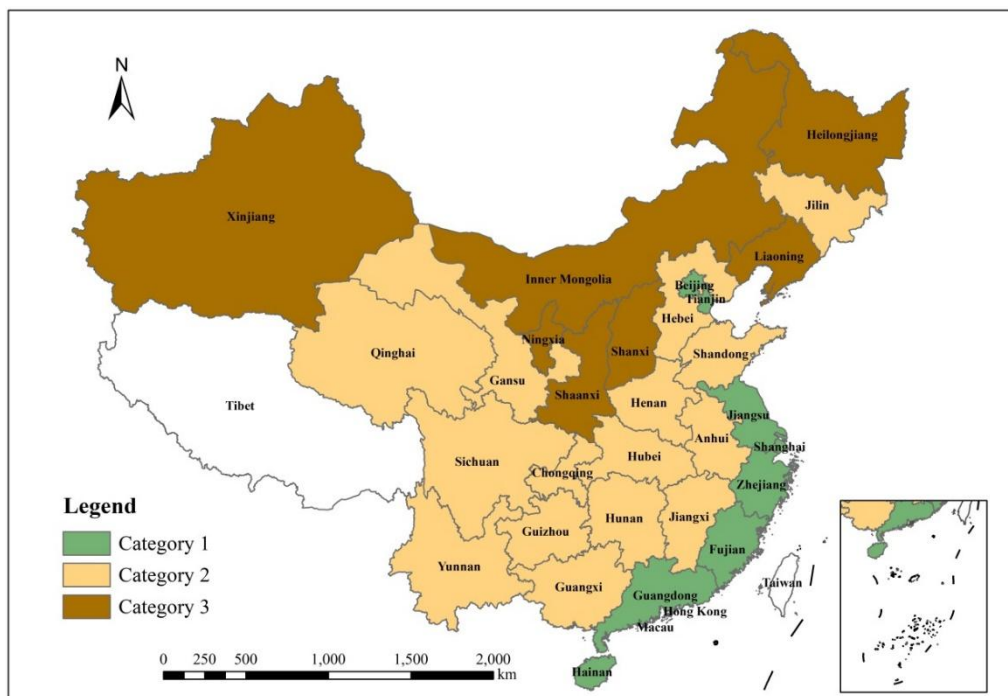 N
Heilongjiang
Jilin
Xinjiang
Liaoning
Inner Mongolia
Beijing
Tianjin
Hebei
Ningxia
Shanxi
Qinghai
Shandong
Gansu
Shaanxi
Tibet
Henan
Jiangsu
Anhui
Shanghai
Sichuan
Hubei
Chongqing
Zhejiang
Legend
Category 1
Category 2
Category 3
Guizhou
Hunan
Jiangxi
Fujian
Yunnan
Guangxi
Taiwan
Guangdong
Hong Kong
Macau
Hainan
0 250 500 1,000 1,500 2,000
km